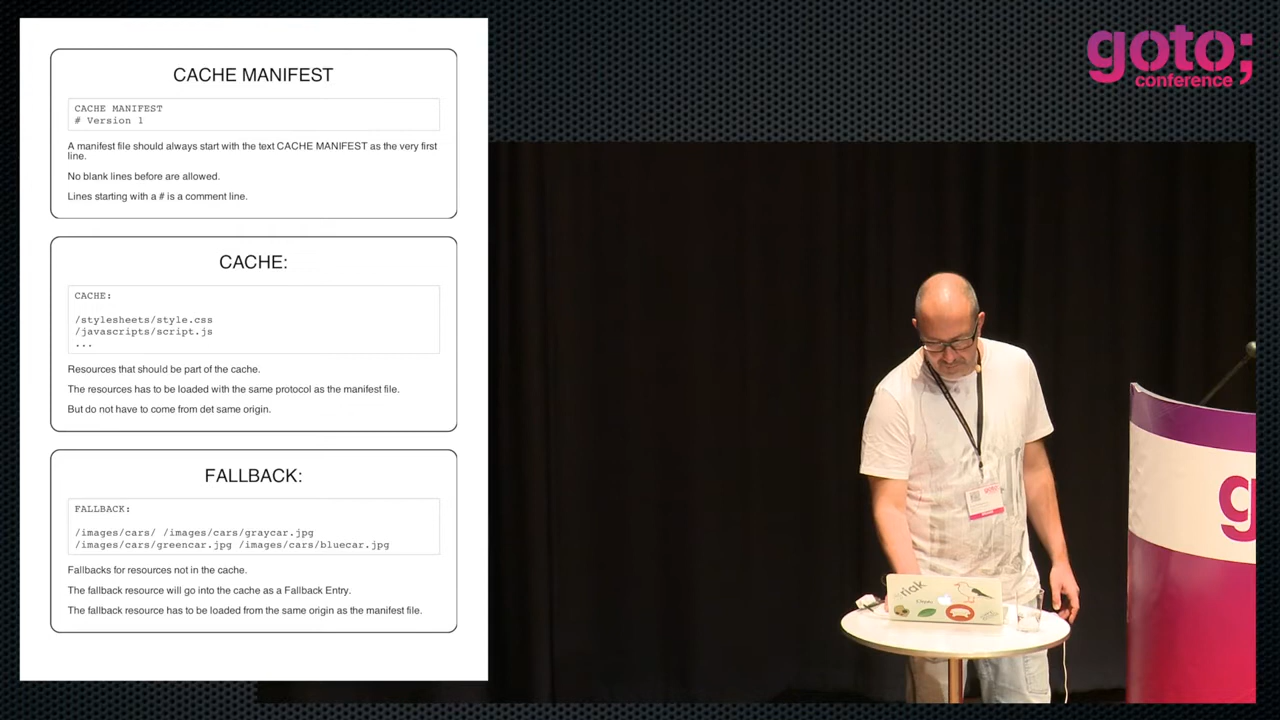 CACHE MANIFEST
CACHE MANIFEST
# Version 1
A manifest file should always start with the text CACHE MANIFEST as the very first
line.
No blank lines before are allowed.
Lines starting with a # is a comment line.
CACHE:
CACHE:
/stylesheets/style.css
/javascripts/script.js
...
Resources that should be part of the cache.
The resources has to be loaded with the same protocol as the manifest file.
But do not have to come from det same origin.
FALLBACK:
FALLBACK:
/images/cars/ /images/cars/graycar.jpg
/images/cars/greencar.jpg /images/cars/bluecar.jpg
Fallbacks for resources not in the cache.
The fallback resource will go into the cache as a Fallback Entry.
The fallback resource has to be loaded from the same origin as the manifest file.
goto;
conference
riak
g